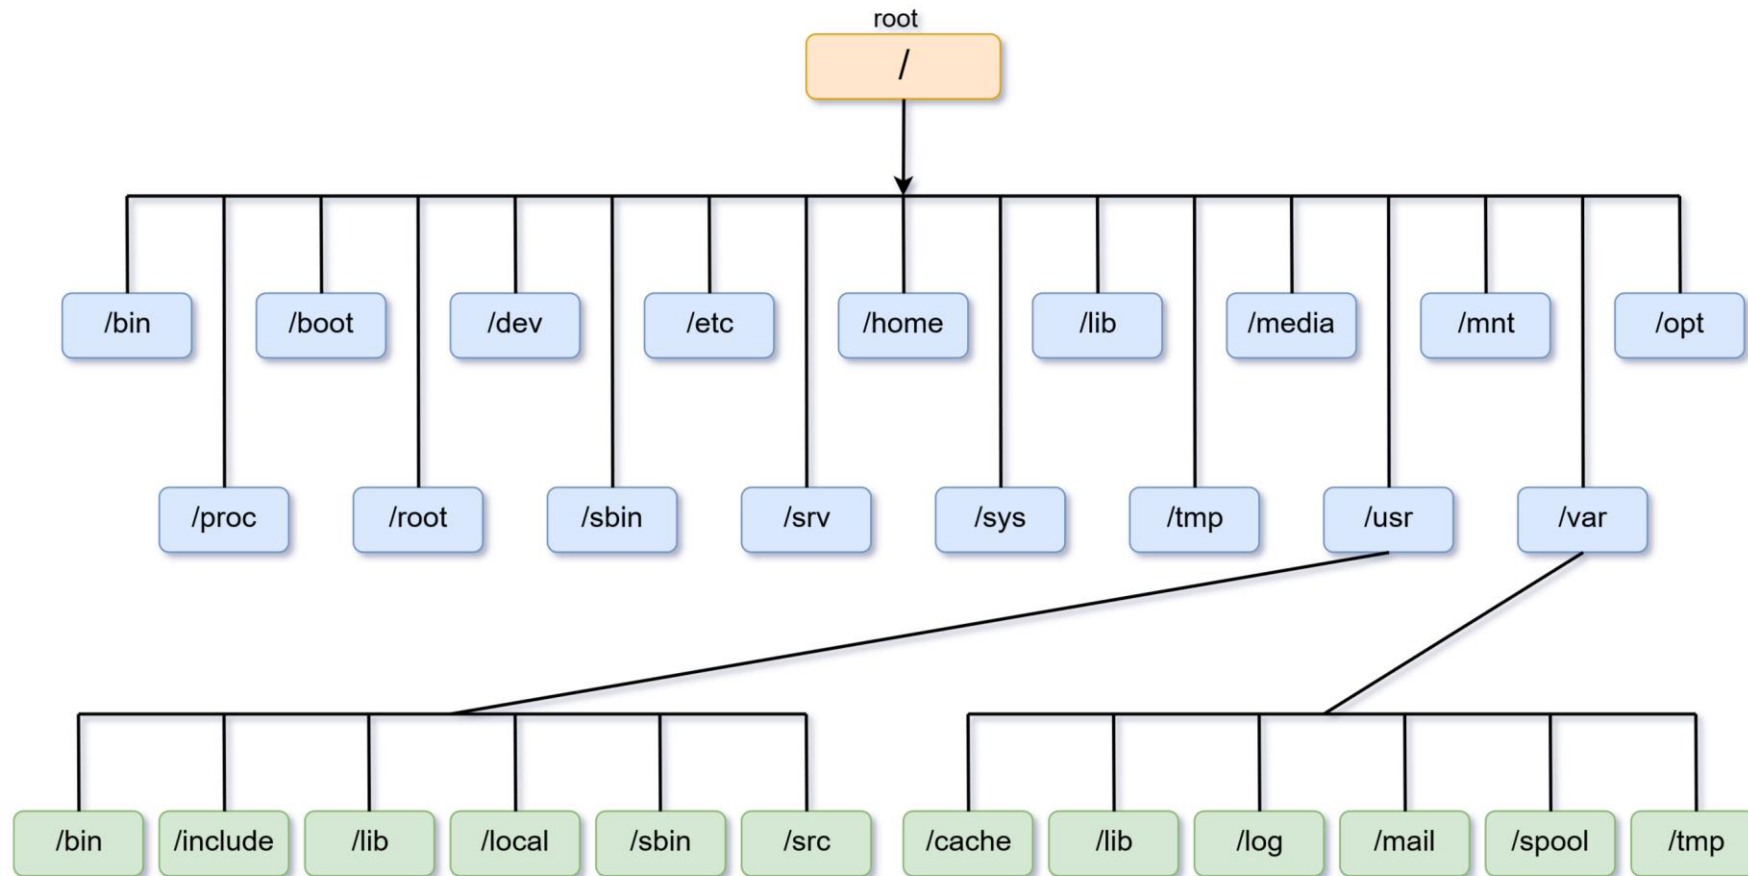 root
/
/bin
/boot
/dev
/etc
/home
/lib
/media
/mnt
/opt
/proc
/root
/sbin
/srv
/sys
/tmp
/usr
/var
/bin
/include
/lib
/local
/sbin
/src
/cache
/lib
/log
/mail
/spool
/tmp